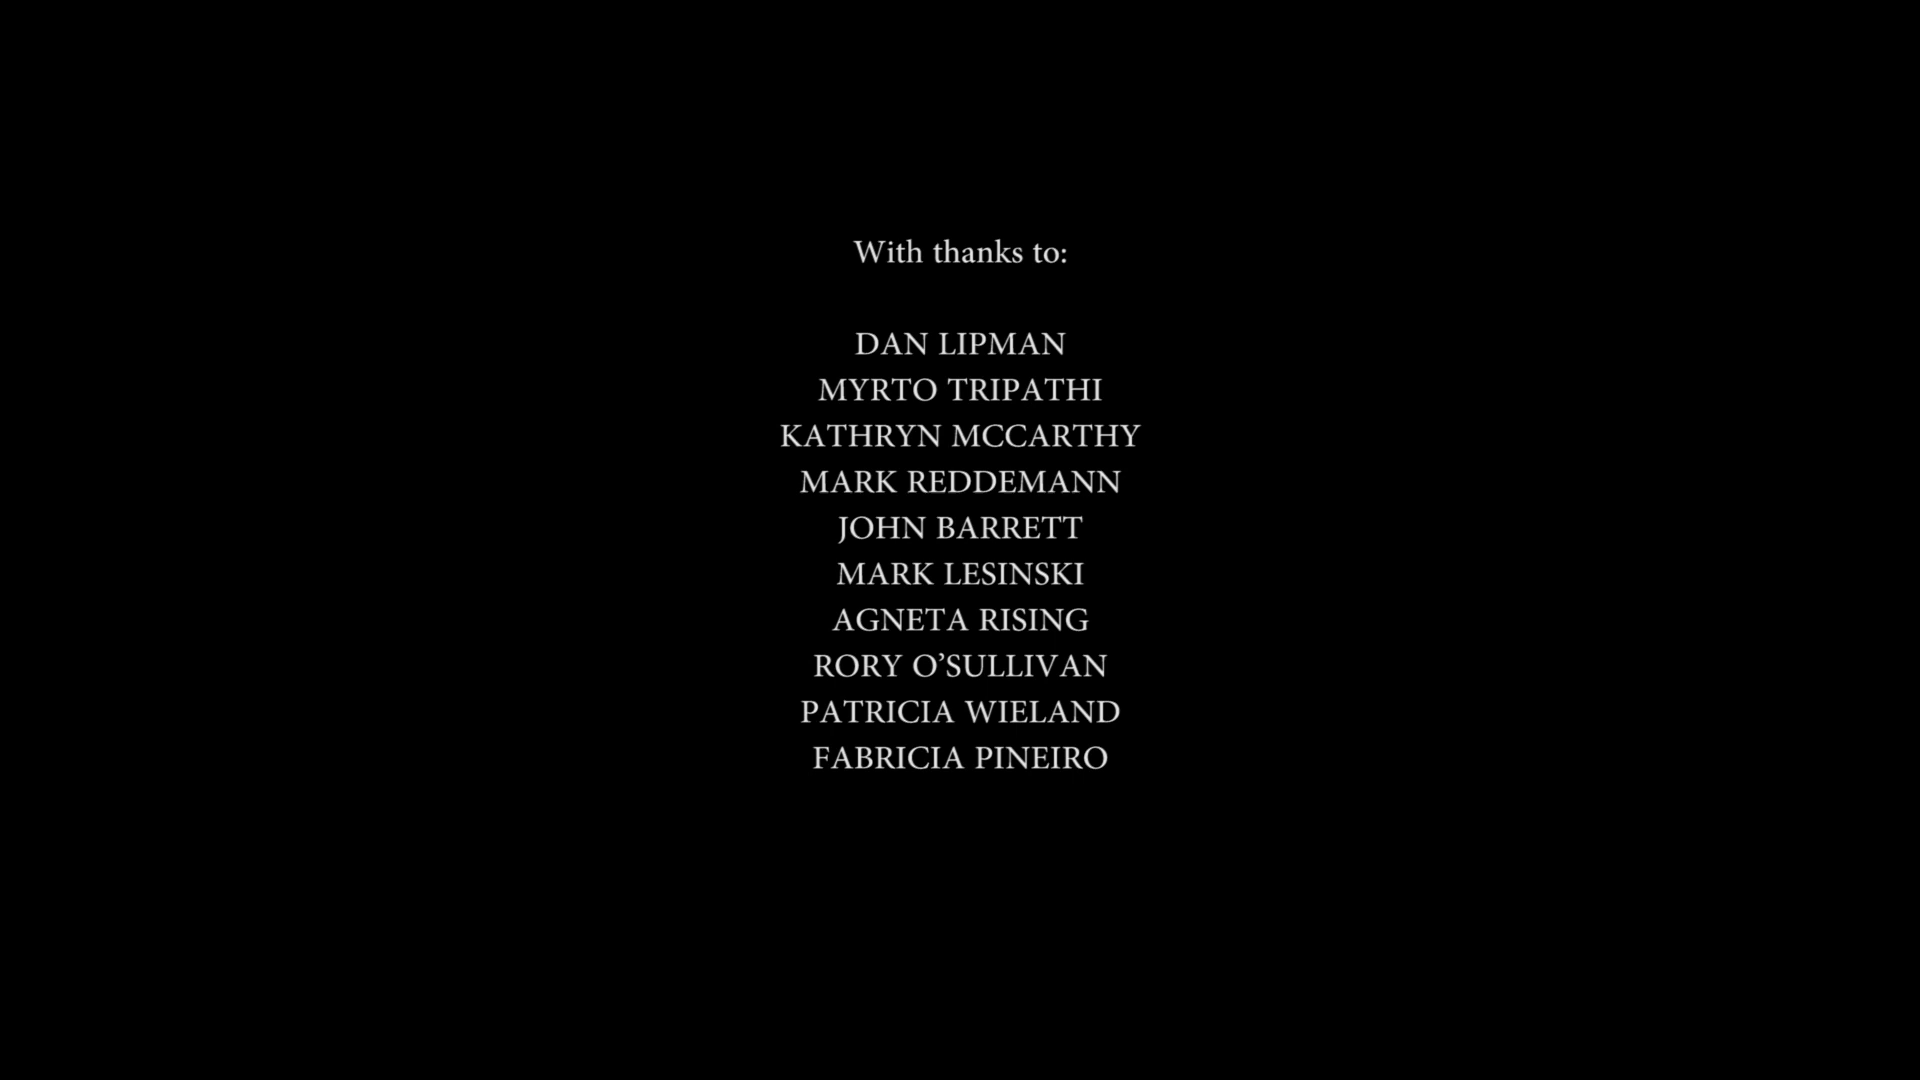 With thanks to:
DAN LIPMAN
MYRTO TRIPATHI
KATHRYN MCCARTHY
MARK REDDEMANN
JOHN BARRETT
MARK LESINSKI
AGNETA RISING
RORY O’SULLIVAN
PATRICIA WIELAND
FABRICIA PINEIRO